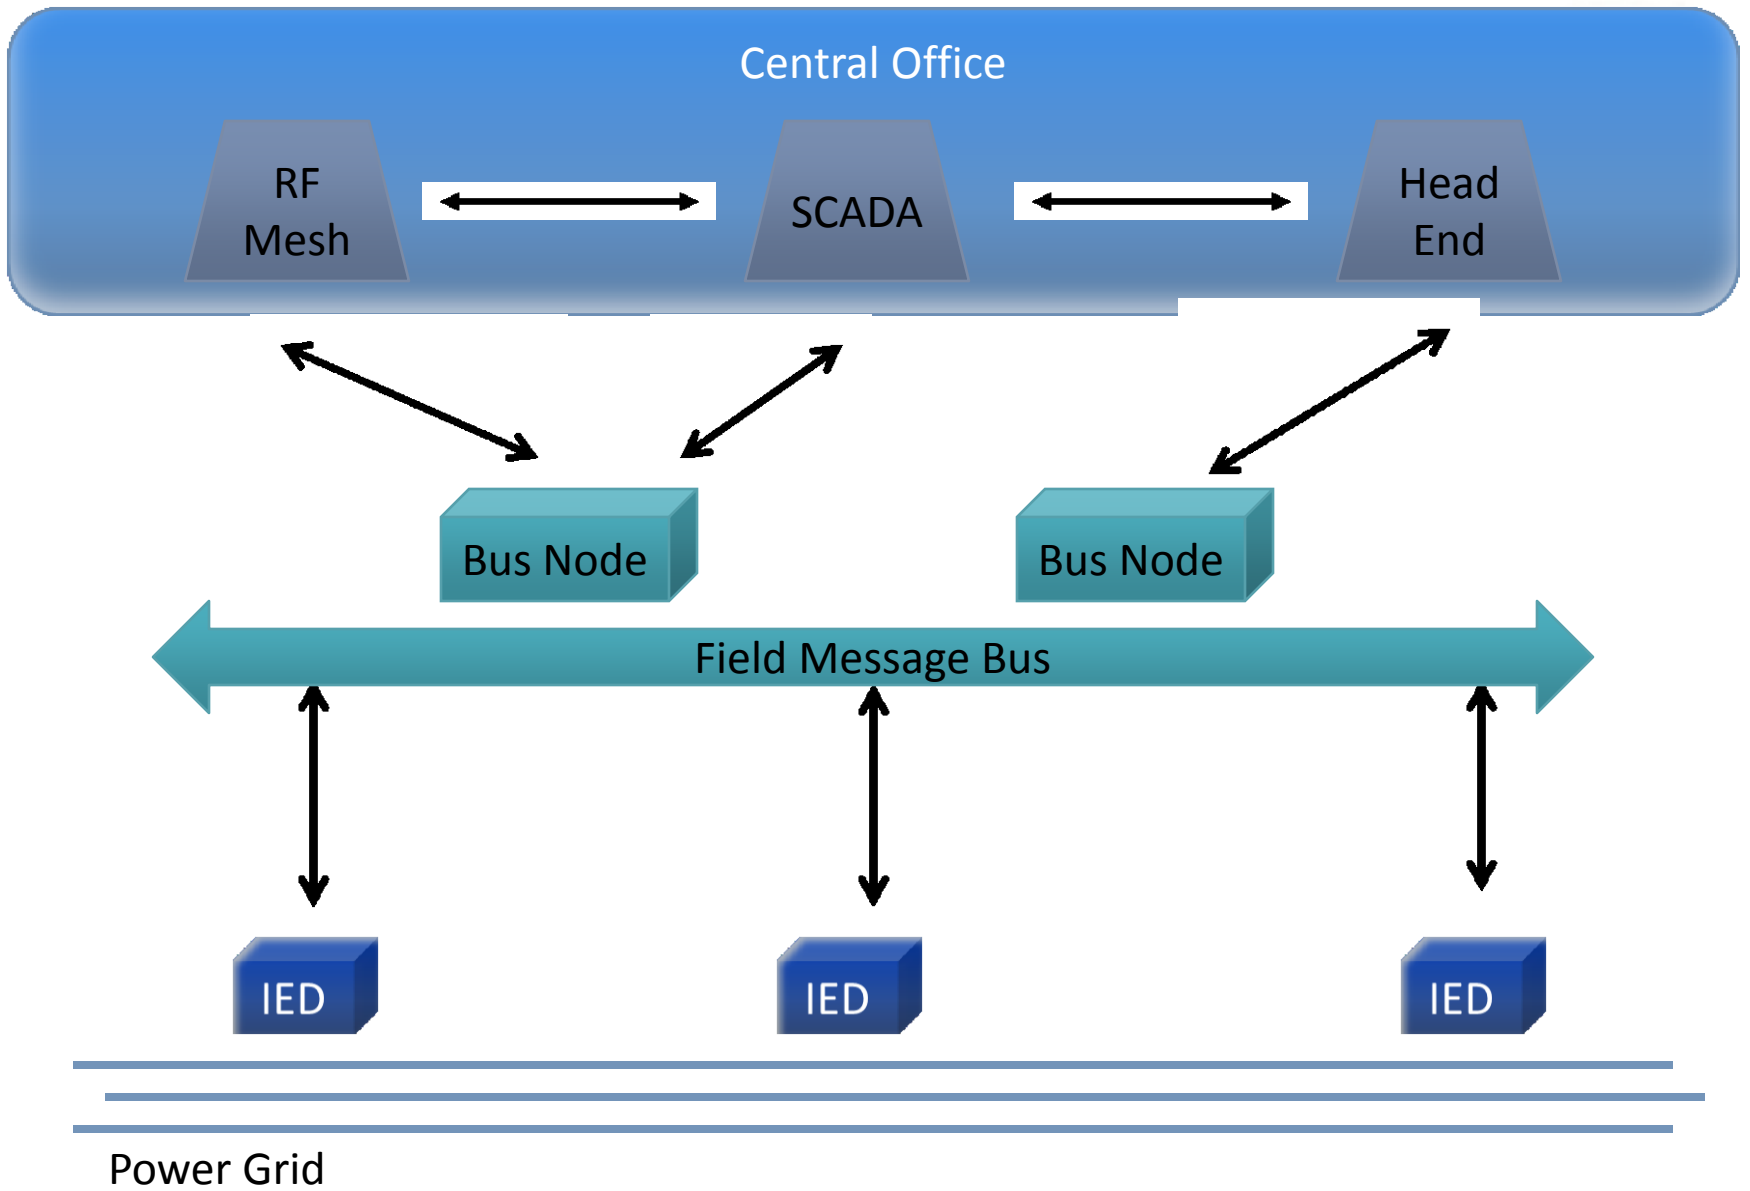 Central Office
RF
Mesh
SCADA
Head
End
Bus Node
Bus Node
Field Message Bus
IED
IED
IED
Power Grid